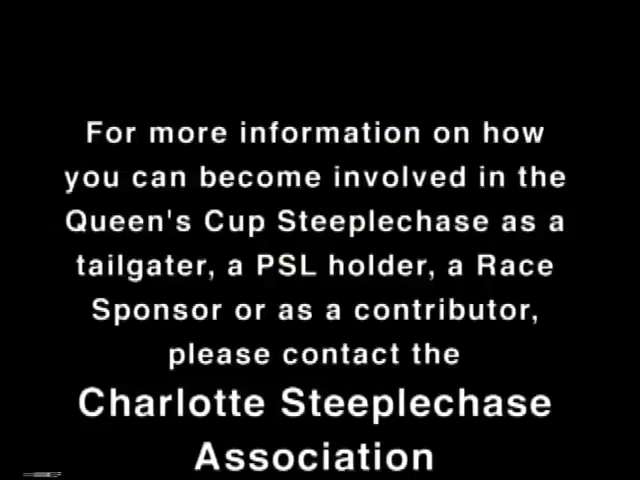 For more information on how
you can become involved in the
Queen's Cup Steeplechase as a
tailgater, a PSL holder, a Race
Sponsor or as a contributor,
please contact the
Charlotte Steeplechase
Association